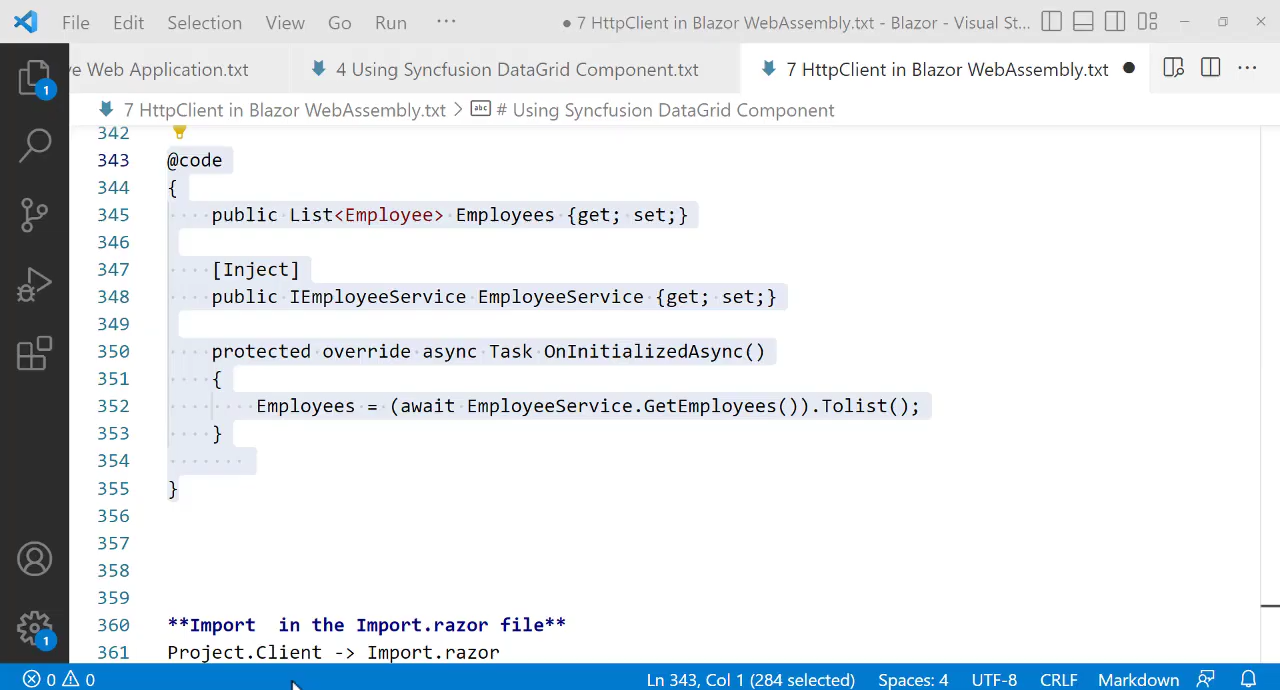 File Edit Selection View Go Run ··· ● 7 HttpClient in Blazor WebAssembly.txt - Blazor - Visual St...
ve Web Application.txt 4 Using Syncfusion DataGrid Component.txt 7 HttpClient in Blazor WebAssembly.txt ●
7 HttpClient in Blazor WebAssembly.txt > abc # Using Syncfusion DataGrid Component
342
343 @code
344 {
345 public List<Employee> Employees {get; set;}
346
347 [Inject]
348 public IEmployeeService EmployeeService {get; set;}
349
350 protected override async Task OnInitializedAsync()
351 {
352 Employees = (await EmployeeService.GetEmployees()).Tolist();
353 }
354
355 }
356
357
358
359
360 **Import  in the Import.razor file**
361 Project.Client -> Import.razor
1
1
0 0 Ln 343, Col 1 (284 selected) Spaces: 4 UTF-8 CRLF Markdown